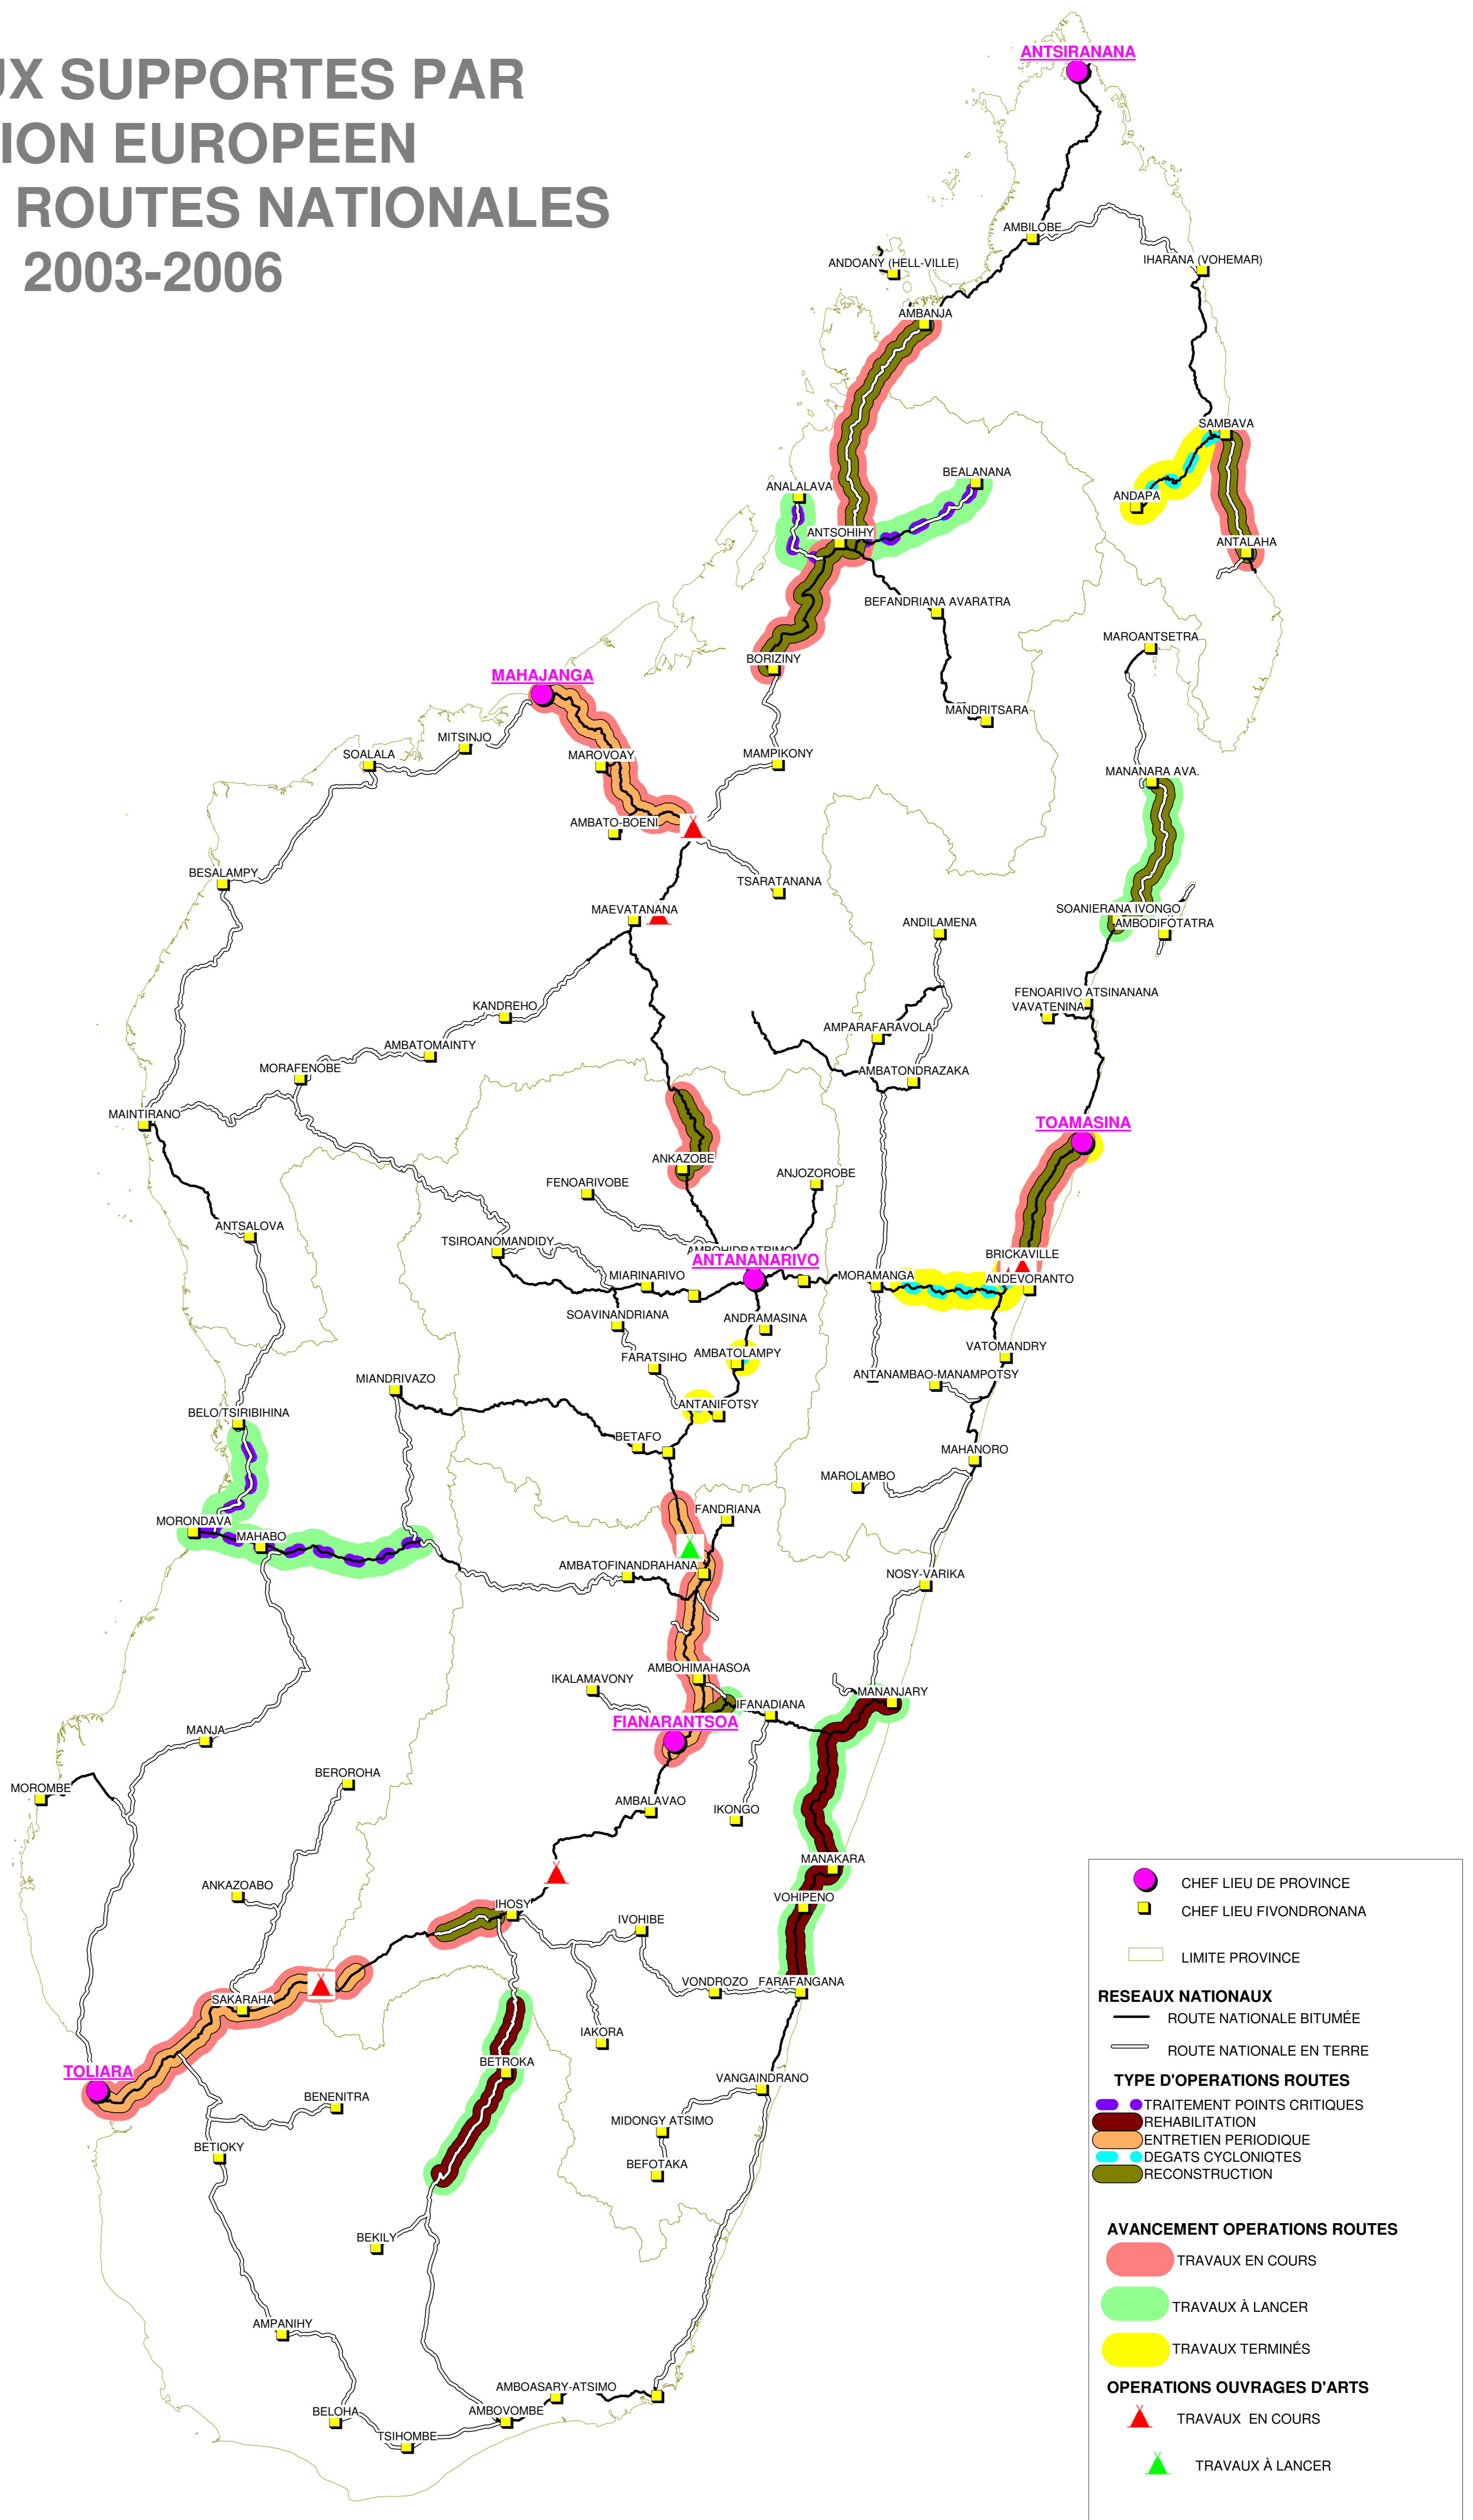 UX SUPPORTES PAR
ION EUROPEEN
ROUTES NATIONALES
2003-2006
ANTSIRANANA
AMBILOBE
ANDOANY (HELL-VILLE)
IHARANA (VOHEMAR)
AMBANJA
SAMBAVA
BEALANANA
ANALALAVA
ANDAPA
ANTSOHIHY
ANTALAHA
BEFANDRIANA AVARATRA
MAROANTSETRA
BORIZINY
MAHAJANGA
MANDRITSARA
MITSINJO
SOALALA
MAROVOAY
MAMPIKONY
MANANARA AVA.
AMBATO-BOENI
BESALAMPY
TSARATANANA
MAEVATANANA
SOANIERANA IVONGO
ANDILAMENA
AMBODIFOTATRA
FENOARIVO ATSINANANA
KANDREHO
VAVATENINA
AMPARAFARAVOLA
AMBATOMAINTY
MORAFENOBE
AMBATONDRAZAKA
MAINTIRANO
TOAMASINA
ANKAZOBE
FENOARIVOBE
ANJOZOROBE
ANTSALOVA
TSIROANOMANDIDY
AMBOHIDRATRIMO
BRICKAVILLE
ANTANANARIVO
MIARINARIVO
MORAMANGA
ANDEVORANTO
SOAVINANDRIANA
ANDRAMASINA
VATOMANDRY
FARATSIHO
AMBATOLAMPY
MIANDRIVAZO
ANTANAMBAO-MANAMPOTSY
BELO/TSIRIBIHINA
ANTANIFOTSY
BETAFO
MAHANORO
MAROLAMBO
MORONDAVA
FANDRIANA
MAHABO
AMBATOFINANDRAHANA
NOSY-VARIKA
AMBOHIMAHASOA
IKALAMAVONY
MANANJARY
IFANADIANA
FIANARANTSOA
MANJA
BEROROHA
MOROMBE
AMBALAVAO
IKONGO
MANAKARA
ANKAZOABO
VOHIPENO
IHOSY
IVOHIBE
VONDROZO
FARAFANGANA
SAKARAHA
IAKORA
BETROKA
TOLIARA
VANGAINDRANO
BENENITRA
MIDONGY ATSIMO
BETIOKY
BEFOTAKA
BEKILY
AMPANIHY
AMBOASARY-ATSIMO
BELOHA
AMBOVOMBE
TSIHOMBE
CHEF LIEU DE PROVINCE
CHEF LIEU FIVONDRONANA
LIMITE PROVINCE
RESEAUX NATIONAUX
ROUTE NATIONALE BITUMÉE
ROUTE NATIONALE EN TERRE
TYPE D'OPERATIONS ROUTES
TRAITEMENT POINTS CRITIQUES
REHABILITATION
ENTRETIEN PERIODIQUE
DEGATS CYCLONIQTES
RECONSTRUCTION
AVANCEMENT OPERATIONS ROUTES
TRAVAUX EN COURS
TRAVAUX À LANCER
TRAVAUX TERMINÉS
OPERATIONS OUVRAGES D'ARTS
TRAVAUX EN COURS
TRAVAUX À LANCER